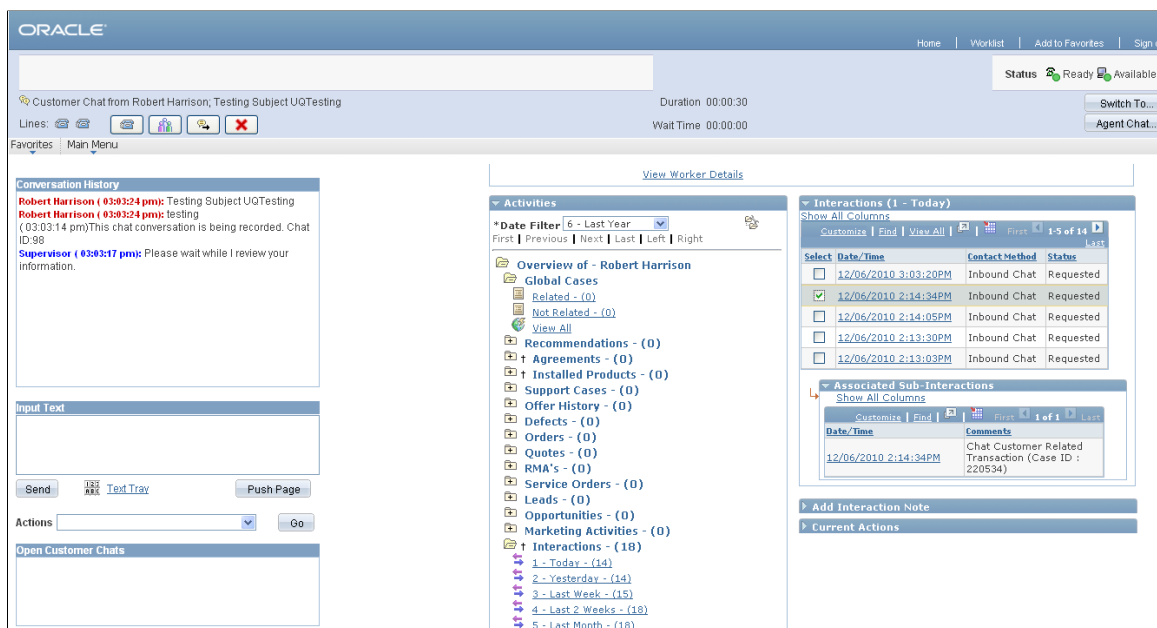 ORACLE
Home | Worklist | Add to Favorites | Sign
Status Ready Available
Customer Chat from Robert Harrison; Testing Subject UQTesting
Duration 00:00:30
Switch To...
Lines:
Wait Time 00:00:00
Agent Chat...
Favorites Main Menu
Conversation History
Robert Harrison ( 03:03:24 pm): Testing Subject UQTesting
Robert Harrison ( 03:03:24 pm): testing
( 03:03:14 pm)This chat conversation is being recorded. Chat
ID:98
Supervisor ( 03:03:17 pm): Please wait while I review your
information.
Input Text
Send
Text Tray
Push Page
Actions
Go
Open Customer Chats
View Worker Details
Activities
*Date Filter 6 - Last Year
First | Previous | Next | Last | Left | Right
Overview of - Robert Harrison
Global Cases
Related - (0)
Not Related - (0)
View All
Recommendations - (0)
† Agreements - (0)
† Installed Products - (0)
Support Cases - (0)
Offer History - (0)
Defects - (0)
Orders - (0)
Quotes - (0)
RMA's - (0)
Service Orders - (0)
Leads - (0)
Opportunities - (0)
Marketing Activities - (0)
† Interactions - (18)
1 - Today - (14)
2 - Yesterday - (14)
3 - Last Week - (15)
4 - Last 2 Weeks - (18)
5 - Last Month - (18)
Interactions (1 - Today)
Show All Columns
Customize | Find | View All | First 1-5 of 14
Last
Select Date/Time Contact Method Status
12/06/2010 3:03:20PM Inbound Chat Requested
12/06/2010 2:14:34PM Inbound Chat Requested
12/06/2010 2:14:05PM Inbound Chat Requested
12/06/2010 2:13:30PM Inbound Chat Requested
12/06/2010 2:13:03PM Inbound Chat Requested
Associated Sub-Interactions
Show All Columns
Customize | Find | First 1 of 1 Last
Date/Time Comments
12/06/2010 2:14:34PM
Chat Customer Related
Transaction (Case ID :
220534)
Add Interaction Note
Current Actions